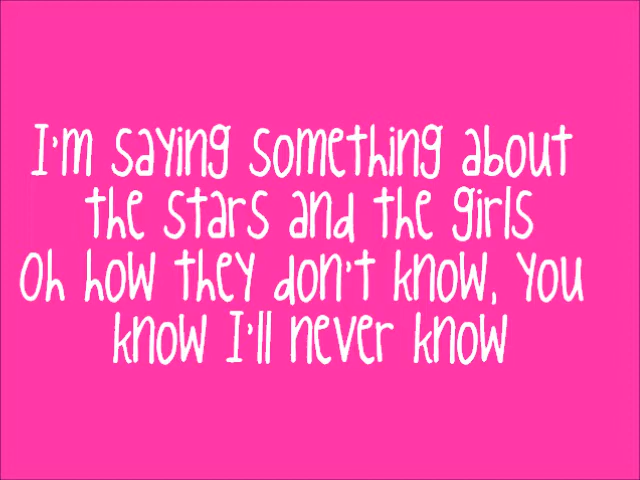 I'm saying something about
the stars and the girls
Oh how they don't know, you
know I'll never know